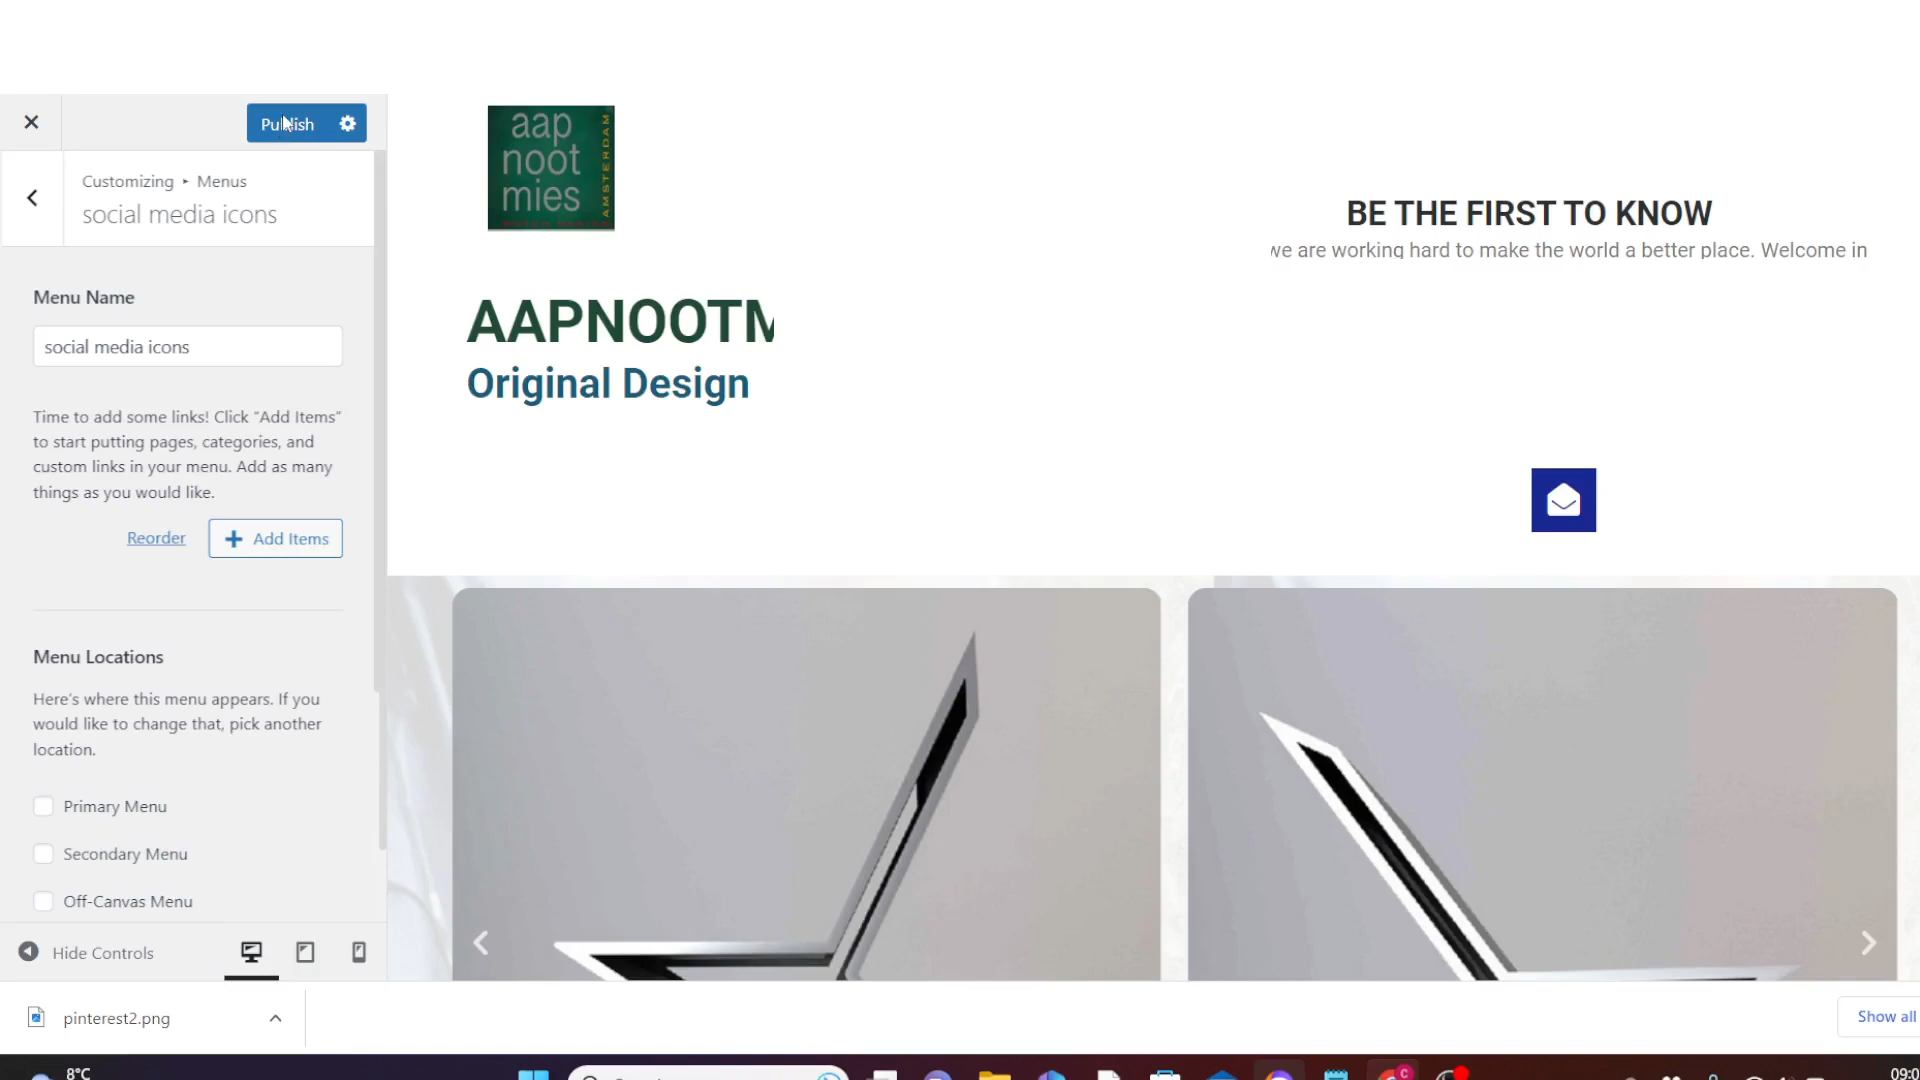 Publish
Customizing ▸ Menus
social media icons
Menu Name
social media icons
Time to add some links! Click “Add Items”
to start putting pages, categories, and
custom links in your menu. Add as many
things as you would like.
Reorder
Add Items
Menu Locations
Here’s where this menu appears. If you
would like to change that, pick another
location.
Primary Menu
Secondary Menu
Off-Canvas Menu
Hide Controls
aap
noot
mies
AMSTERDAM
AAPNOOTM
Original Design
BE THE FIRST TO KNOW
we are working hard to make the world a better place. Welcome in
pinterest2.png
Show all
8°C
09:0